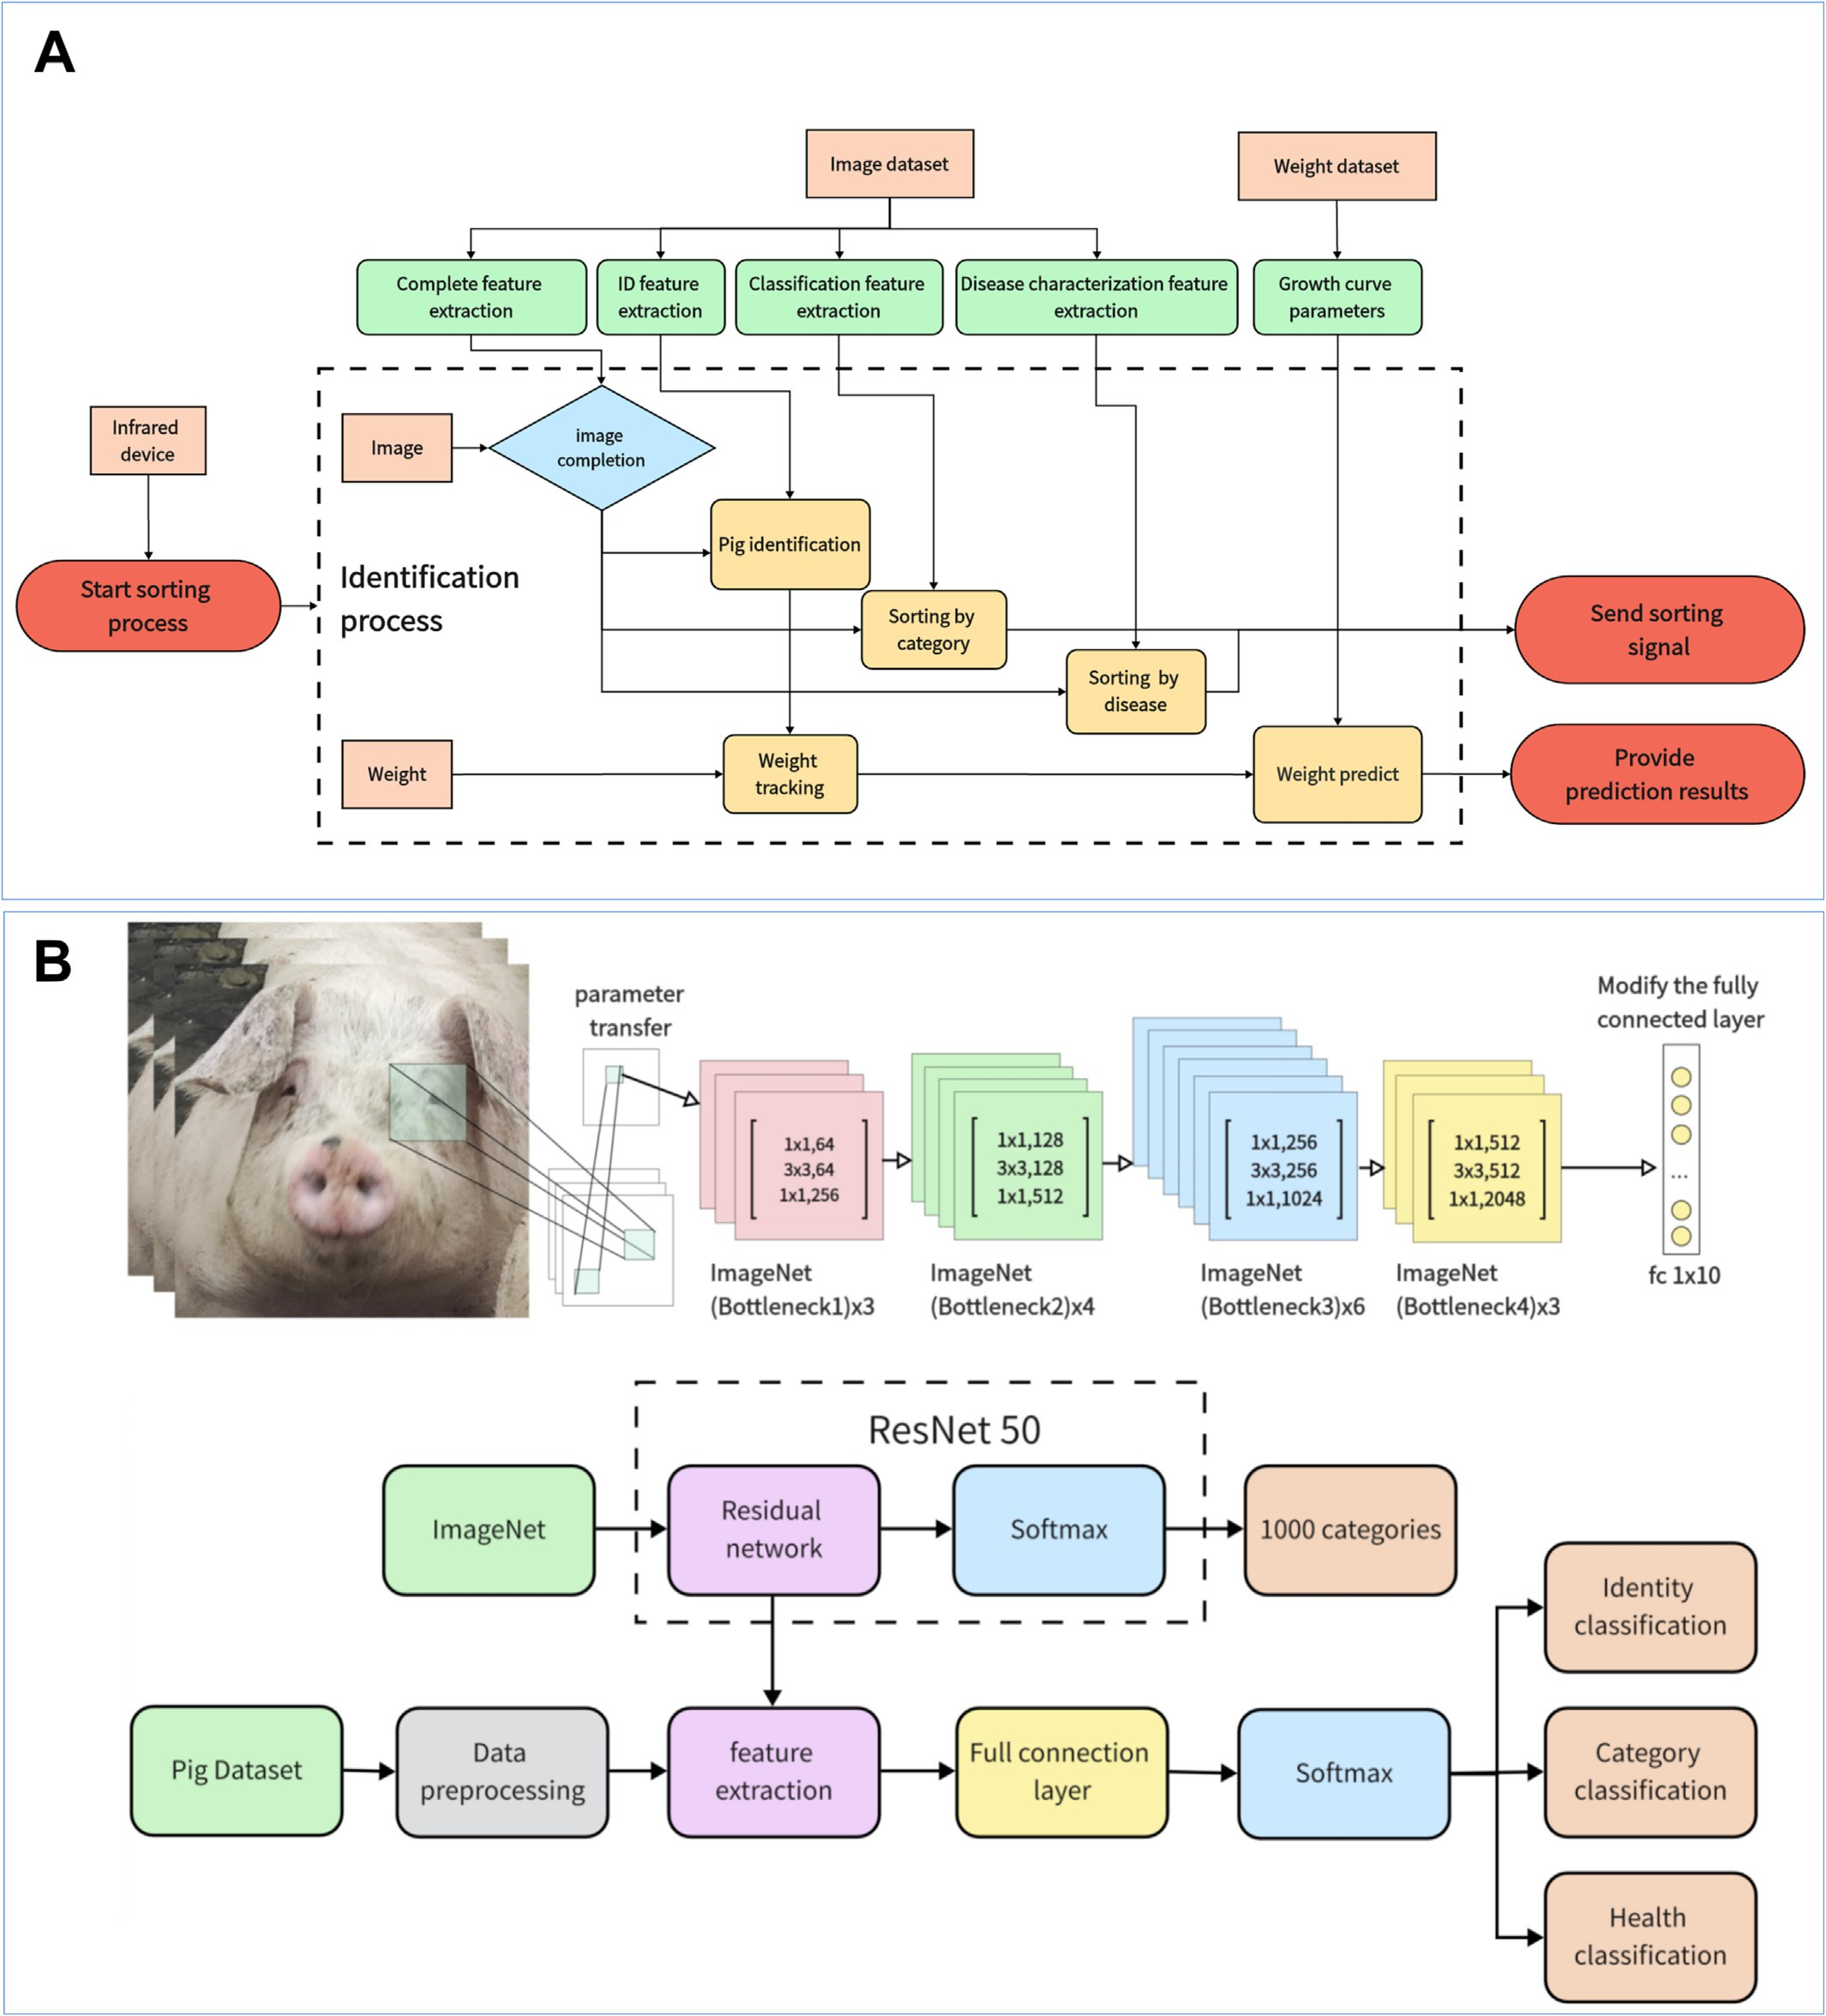 A
Image dataset
Weight dataset
Complete feature
extraction
ID feature
extraction
Classification feature
extraction
Disease characterization feature
extraction
Growth curve
parameters
Infrared
device
Image
image
completion
Start sorting
process
Identification
process
Pig identification
Sorting by
category
Sorting by
disease
Send sorting
signal
Weight
Weight
tracking
Weight predict
Provide
prediction results
B
parameter
transfer
Modify the fully
connected layer
1x1,64
3x3,64
1x1,256
1x1,128
3x3,128
1x1,512
1x1,256
3x3,256
1x1,1024
1x1,512
3x3,512
1x1,2048
...
ImageNet
(Bottleneck1)x3
ImageNet
(Bottleneck2)x4
ImageNet
(Bottleneck3)x6
ImageNet
(Bottleneck4)x3
fc 1x10
ResNet 50
ImageNet
Residual
network
Softmax
1000 categories
Identity
classification
Pig Dataset
Data
preprocessing
feature
extraction
Full connection
layer
Softmax
Category
classification
Health
classification